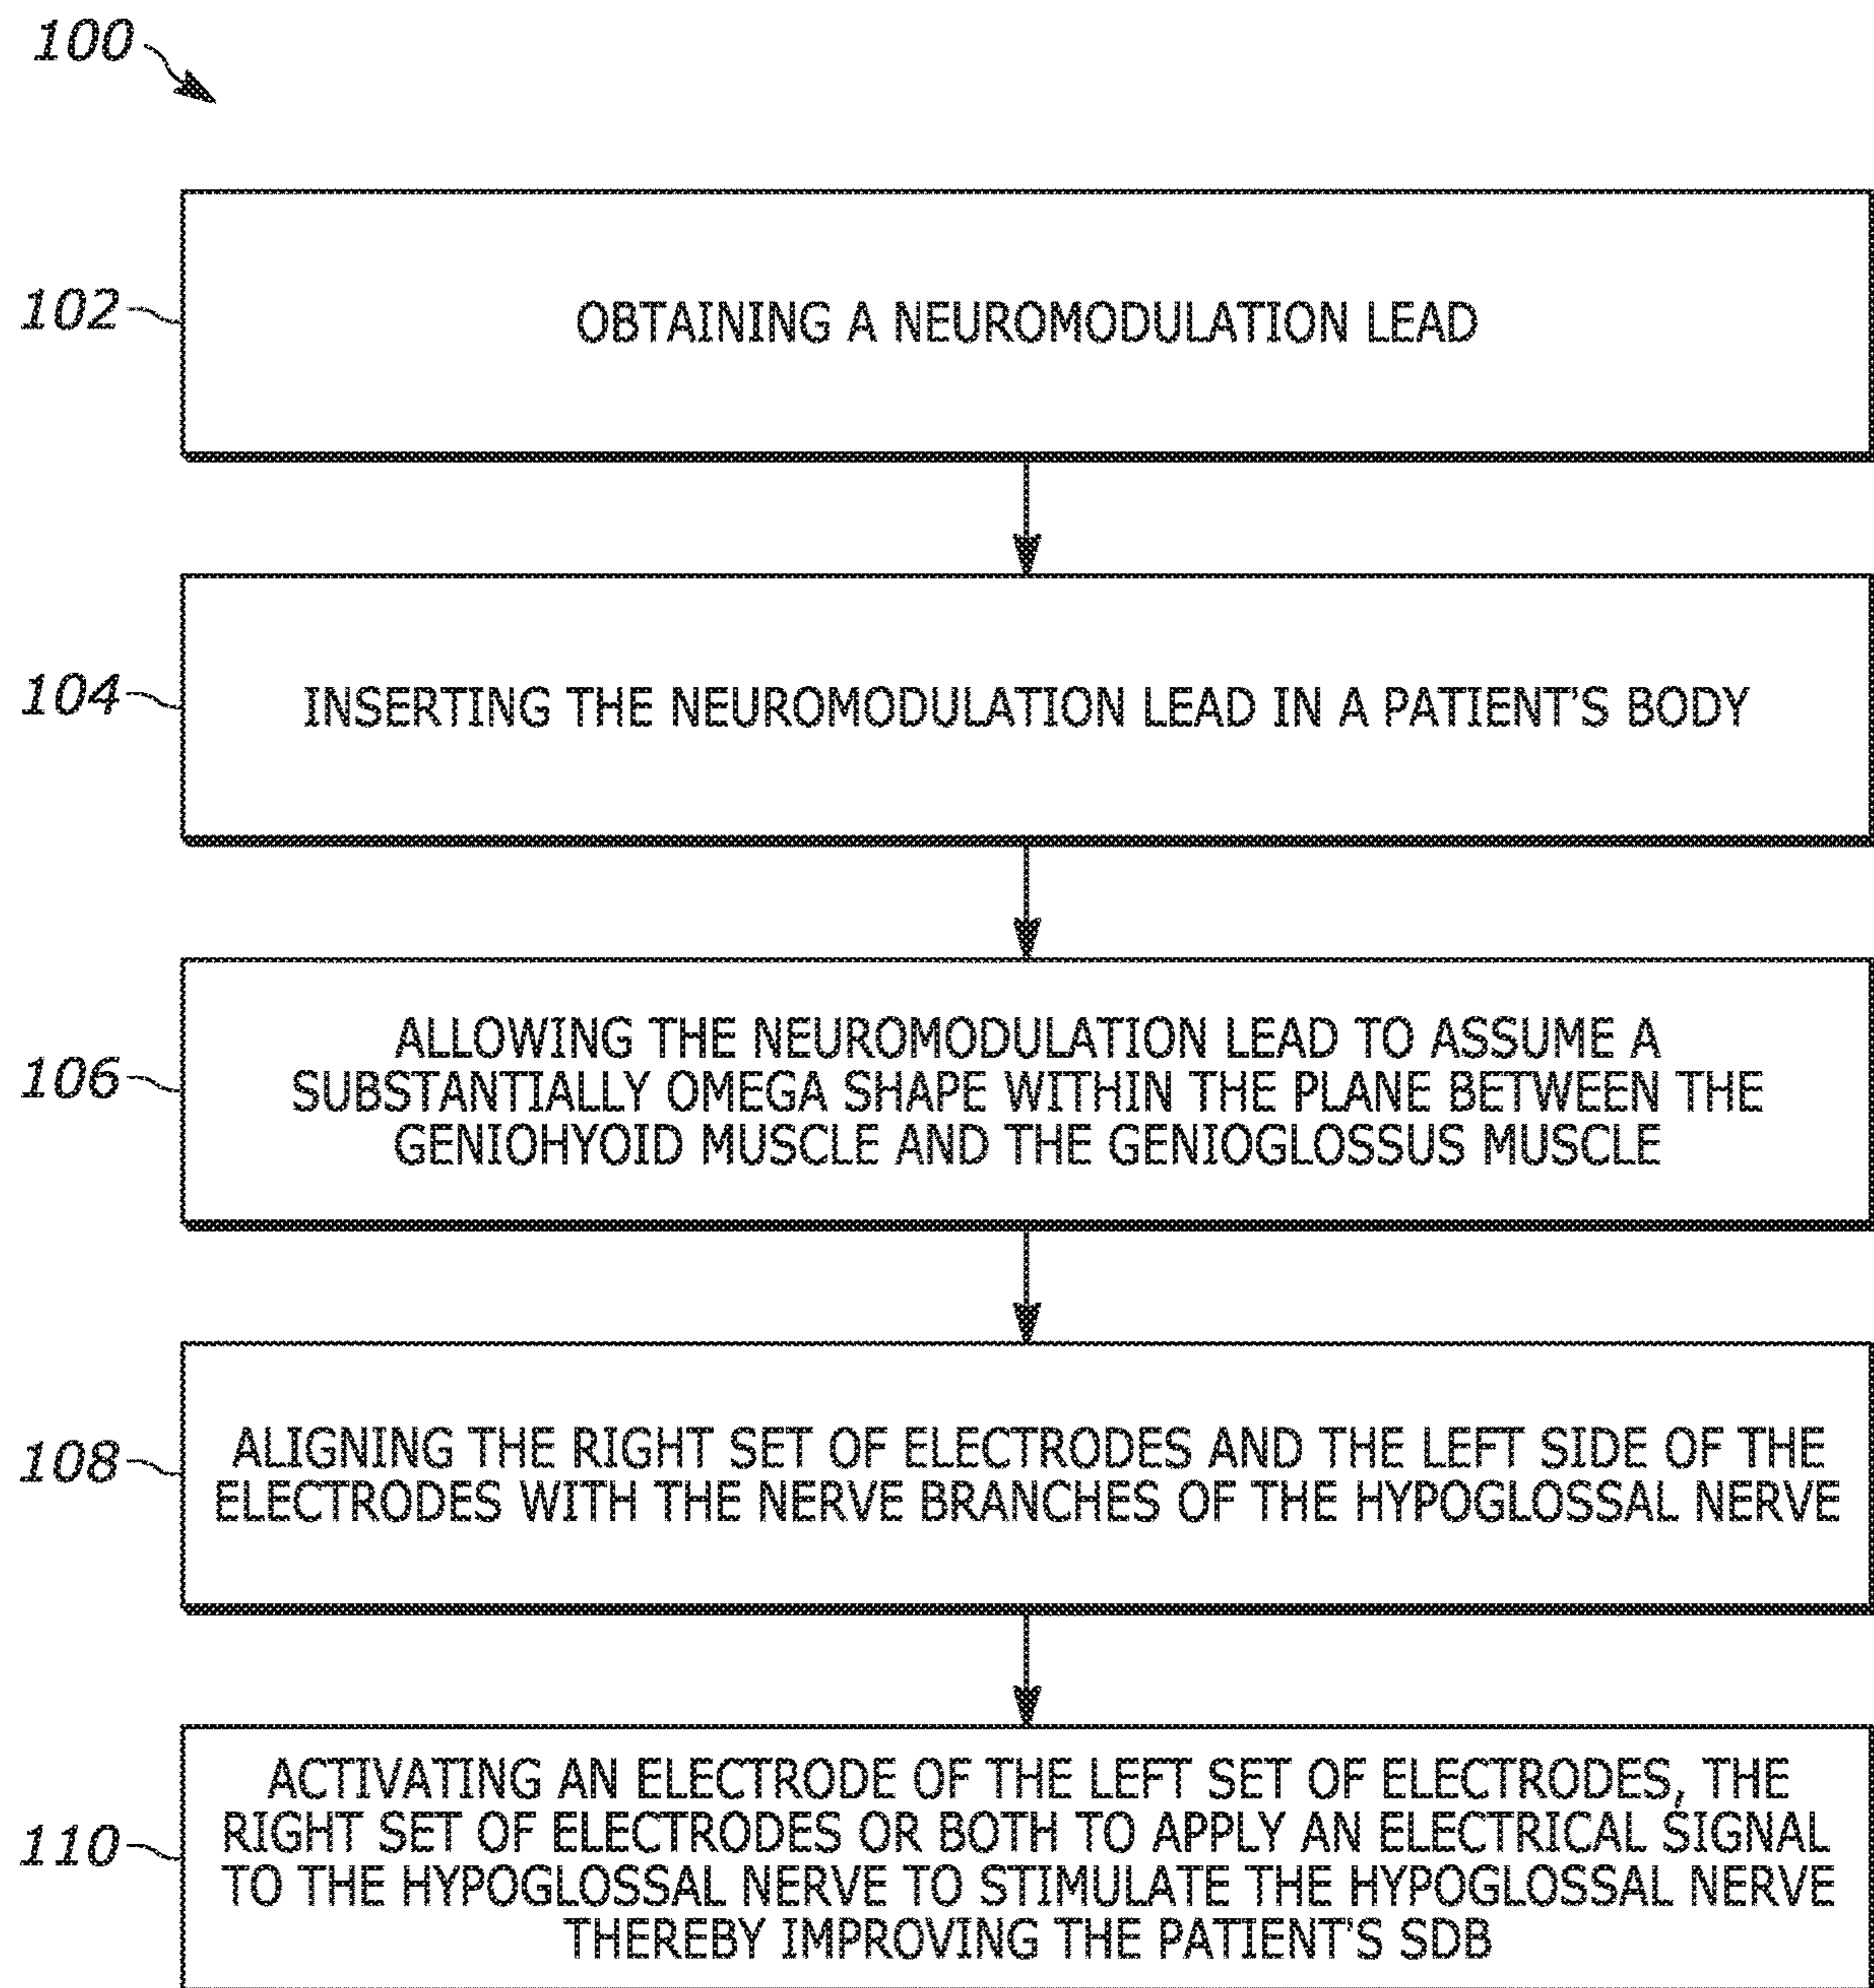 100
102
OBTAINING A NEUROMODULATION LEAD
104
INSERTING THE NEUROMODULATION LEAD IN A PATIENT'S BODY
106
ALLOWING THE NEUROMODULATION LEAD TO ASSUME A
SUBSTANTIALLY OMEGA SHAPE WITHIN THE PLANE BETWEEN THE
GENIOHYOID MUSCLE AND THE GENIOGLOSSUS MUSCLE
108
ALIGNING THE RIGHT SET OF ELECTRODES AND THE LEFT SIDE OF THE
ELECTRODES WITH THE NERVE BRANCHES OF THE HYPOGLOSSAL NERVE
110
ACTIVATING AN ELECTRODE OF THE LEFT SET OF ELECTRODES, THE
RIGHT SET OF ELECTRODES OR BOTH TO APPLY AN ELECTRICAL SIGNAL
TO THE HYPOGLOSSAL NERVE TO STIMULATE THE HYPOGLOSSAL NERVE
THEREBY IMPROVING THE PATIENT'S SDB